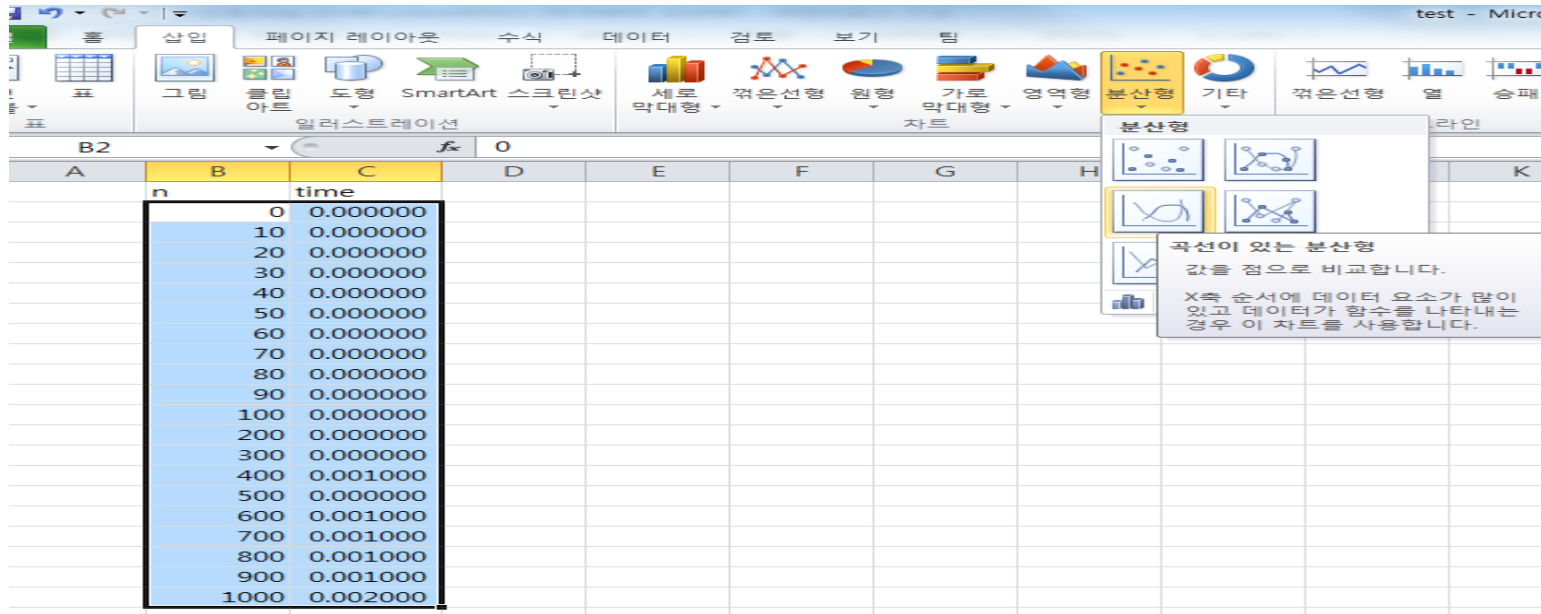 test - Micro
홈 삽입 페이지 레이아웃 수식 데이터 검토 보기 팀
표 그림 클립 아트 도형 SmartArt 스크린샷 세로 막대형 꺾은선형 원형 가로 막대형 영역형 분산형 기타 꺾은선형 열 승패
표 일러스트레이션 차트 라인
분산형
B2 fx 0
A B C D E F G H K
n time
0 0.000000
10 0.000000
20 0.000000
30 0.000000
40 0.000000
50 0.000000
60 0.000000
70 0.000000
80 0.000000
90 0.000000
100 0.000000
200 0.000000
300 0.000000
400 0.001000
500 0.000000
600 0.001000
700 0.001000
800 0.001000
900 0.001000
1000 0.002000
곡선이 있는 분산형
값을 점으로 비교합니다.
X축 순서에 데이터 요소가 많이
있고 데이터가 함수를 나타내는
경우 이 차트를 사용합니다.